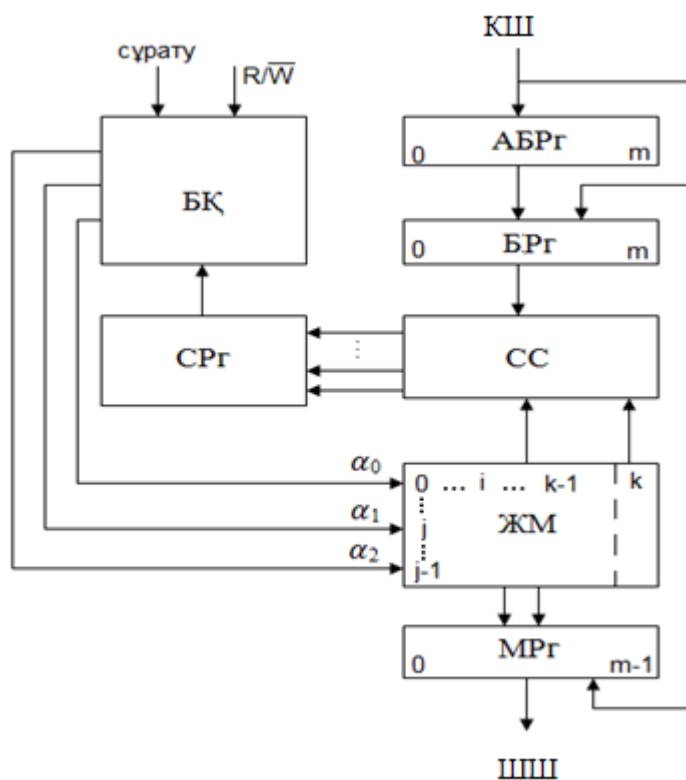 КШ
сұрату R/W̅
0 АБРг m
БҚ
0 БРг m
СРг СС
α₀ 0 ... i ... k-1 k
α₁ j ЖМ
α₂ j-1
0 МРг m-1
ШШ